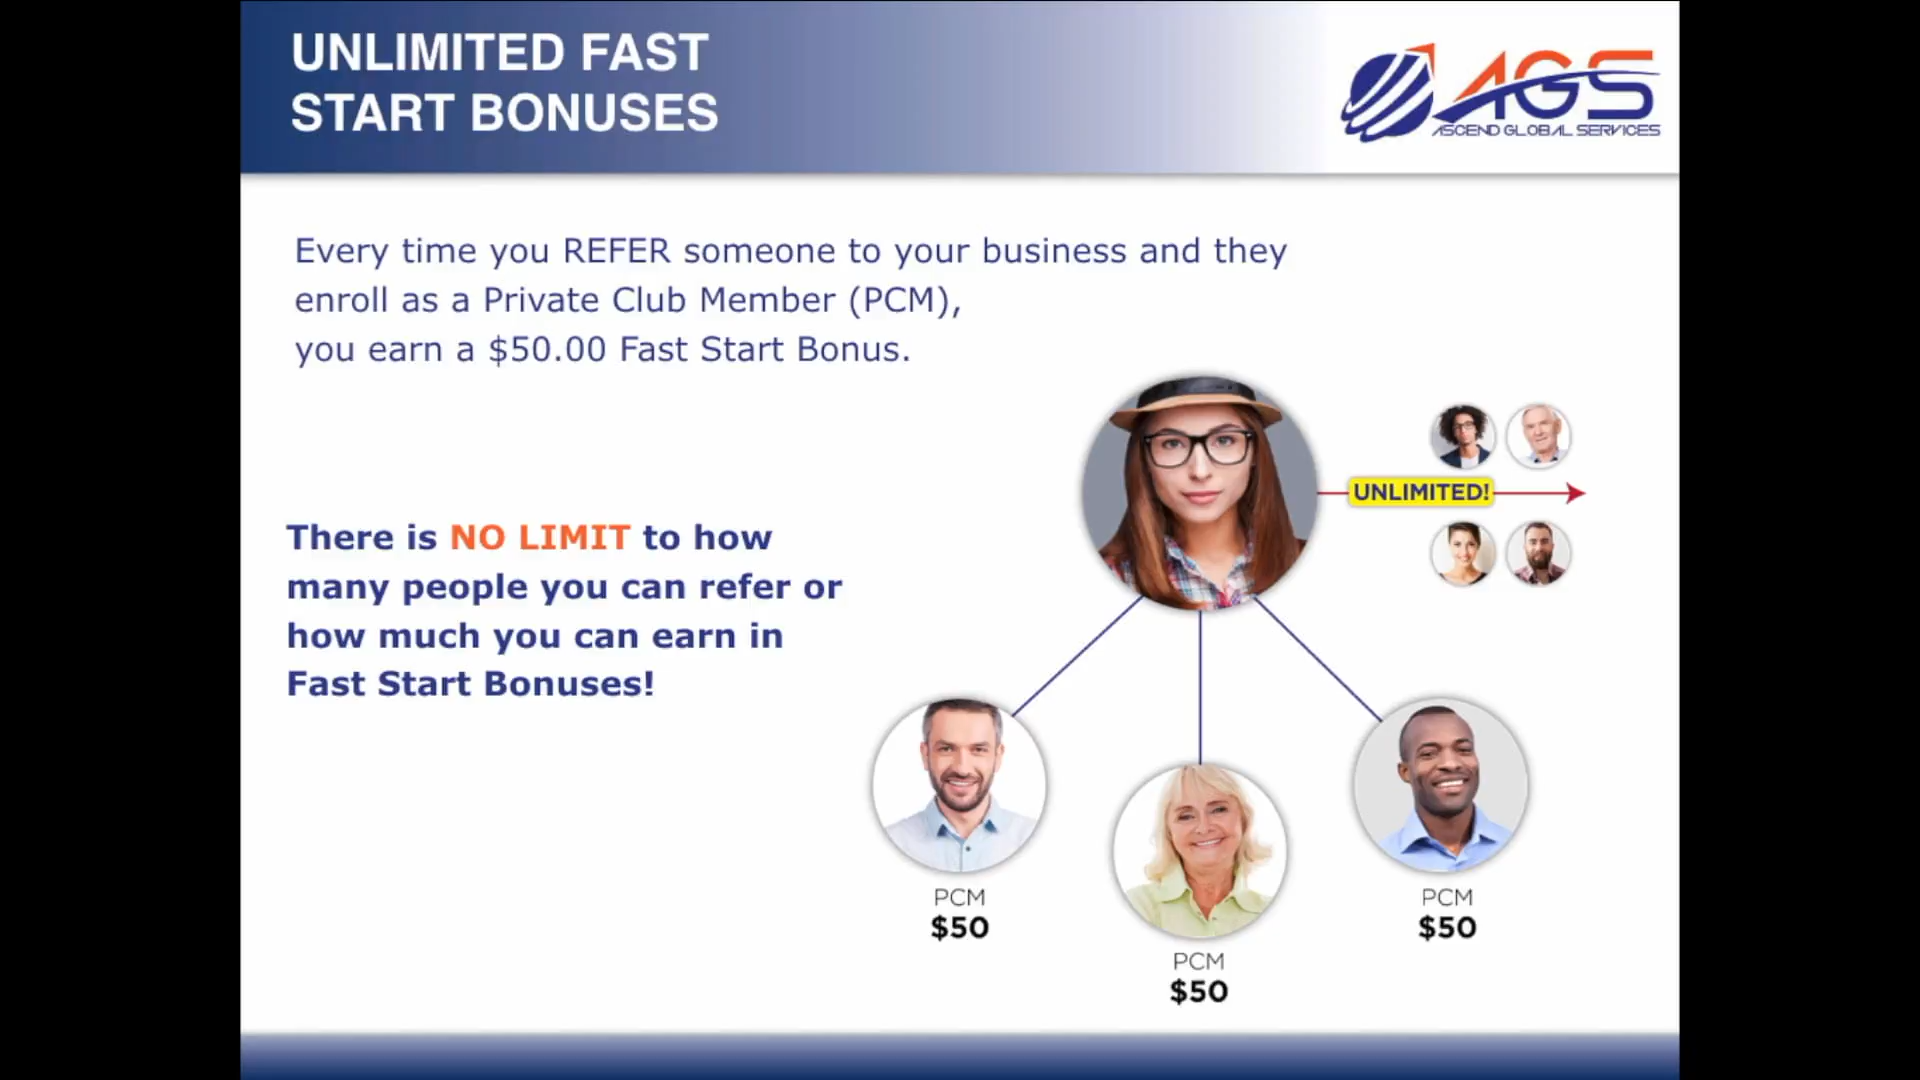 UNLIMITED FAST
START BONUSES
AGS
ASCEND GLOBAL SERVICES
Every time you REFER someone to your business and they
enroll as a Private Club Member (PCM),
you earn a $50.00 Fast Start Bonus.
UNLIMITED!
There is NO LIMIT to how
many people you can refer or
how much you can earn in
Fast Start Bonuses!
PCM
$50
PCM
$50
PCM
$50